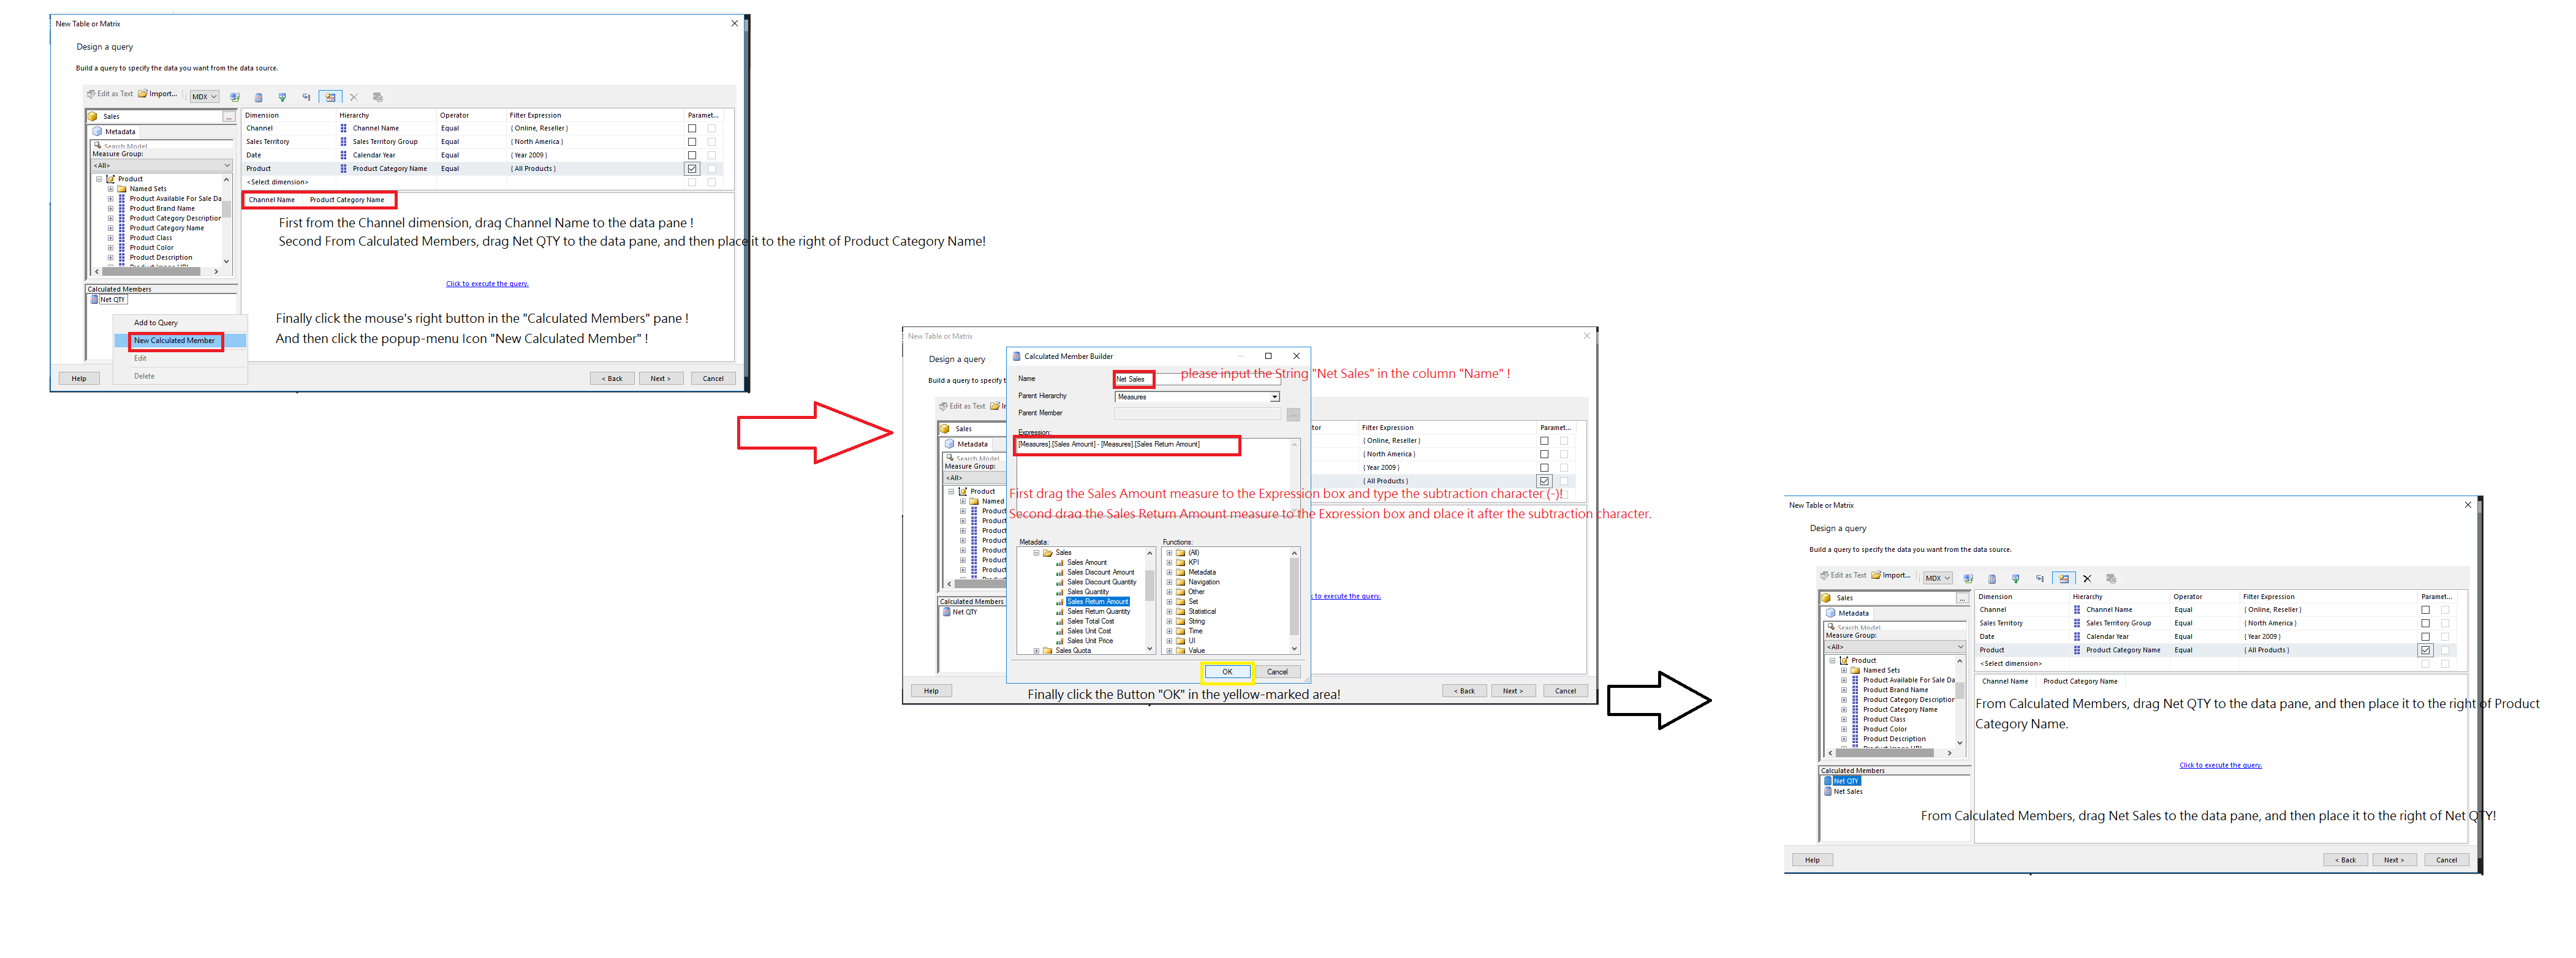 New Table or Matrix
Design a query
Build a query to specify the data you want from the data source.
Edit as Text Import... MDX
Sales ...
Metadata
Search Model
Measure Group:
<All>
Product
Named Sets
Product Available For Sale Da
Product Brand Name
Product Category Description
Product Category Name
Product Class
Product Color
Product Description
Calculated Members
Net QTY
Dimension Hierarchy Operator Filter Expression Paramet...
Channel Channel Name Equal { Online, Reseller }
Sales Territory Sales Territory Group Equal { North America }
Date Calendar Year Equal { Year 2009 }
Product Product Category Name Equal { All Products }
<Select dimension>
Channel Name Product Category Name
First from the Channel dimension, drag Channel Name to the data pane !
Second From Calculated Members, drag Net QTY to the data pane, and then place it to the right of Product Category Name!
Click to execute the query.
Finally click the mouse's right button in the "Calculated Members" pane !
And then click the popup-menu Icon "New Calculated Member" !
Add to Query
New Calculated Member
Edit
Delete
Help < Back Next > Cancel
New Table or Matrix
Design a query
Build a query to specify t
Edit as Text
Sales
Metadata
Search Model
Measure Group:
<All>
Product
Named
Product
Product
Product
Product
Product
Product
Product
Calculated Members
Net QTY
Calculated Member Builder
Name Net Sales
please input the String "Net Sales" in the column "Name" !
Parent Hierarchy Measures
Parent Member
Expression:
[Measures].[Sales Amount] - [Measures].[Sales Return Amount]
First drag the Sales Amount measure to the Expression box and type the subtraction character (-)!
Second drag the Sales Return Amount measure to the Expression box and place it after the subtraction character.
Metadata:
Sales
Sales Amount
Sales Discount Amount
Sales Discount Quantity
Sales Quantity
Sales Return Amount
Sales Return Quantity
Sales Total Cost
Sales Unit Cost
Sales Unit Price
Sales Quota
Functions:
(All)
KPI
Metadata
Navigation
Other
Set
Statistical
String
Time
UI
Value
OK Cancel
tor Filter Expression Paramet...
{ Online, Reseller }
{ North America }
{ Year 2009 }
{ All Products }
k to execute the query.
Finally click the Button "OK" in the yellow-marked area!
Help < Back Next > Cancel
New Table or Matrix
Design a query
Build a query to specify the data you want from the data source.
Edit as Text Import... MDX
Sales ...
Metadata
Search Model
Measure Group:
<All>
Product
Named Sets
Product Available For Sale Da
Product Brand Name
Product Category Description
Product Category Name
Product Class
Product Color
Product Description
Calculated Members
Net QTY
Net Sales
Dimension Hierarchy Operator Filter Expression Paramet...
Channel Channel Name Equal { Online, Reseller }
Sales Territory Sales Territory Group Equal { North America }
Date Calendar Year Equal { Year 2009 }
Product Product Category Name Equal { All Products }
<Select dimension>
Channel Name Product Category Name
From Calculated Members, drag Net QTY to the data pane, and then place it to the right of Product
Category Name.
Click to execute the query.
From Calculated Members, drag Net Sales to the data pane, and then place it to the right of Net QTY!
Help < Back Next > Cancel